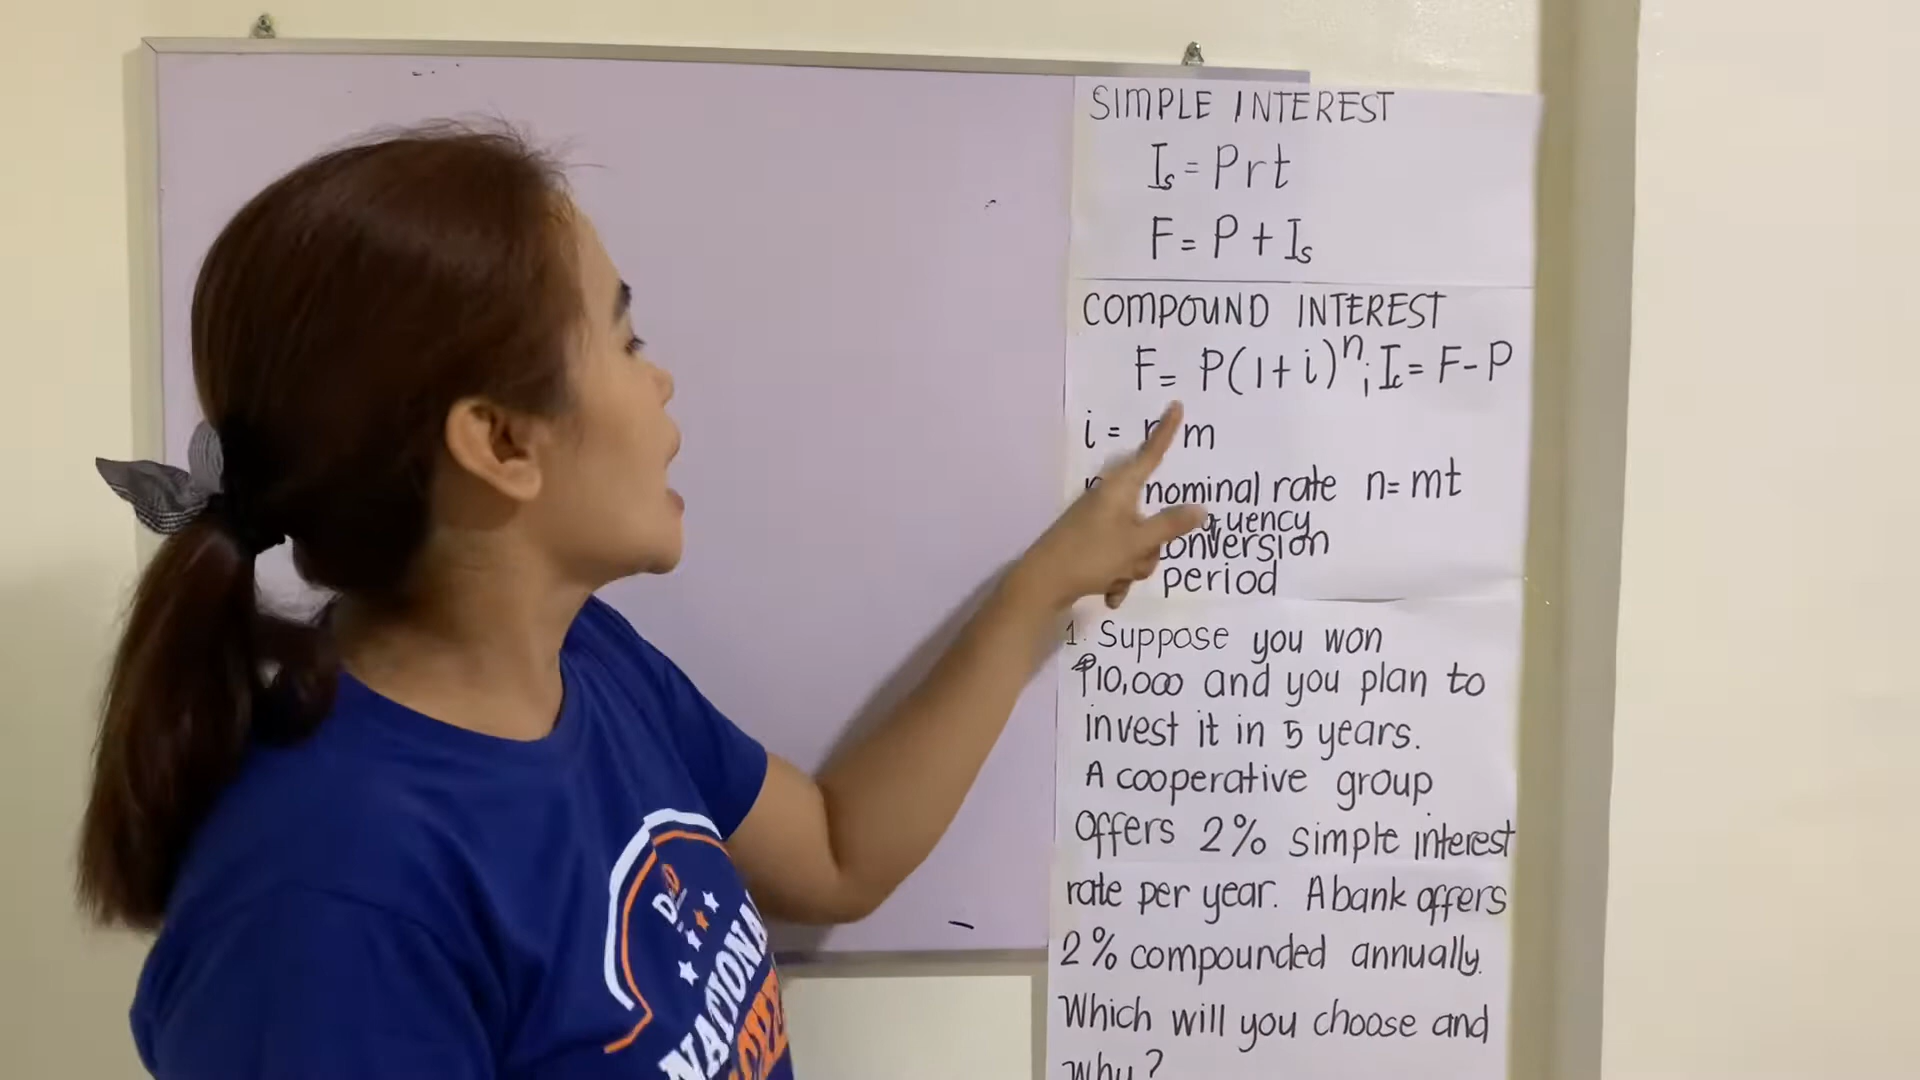 SIMPLE INTEREST
Is = Prt
F = P + Is
COMPOUND INTEREST
F = P(1+i)ⁿ; Ic = F - P
i = m
nominal rate n = mt
period
1. Suppose you won
₱10,000 and you plan to
invest it in 5 years.
A cooperative group
offers 2% simple interest
rate per year. A bank offers
2% compounded annually.
Which will you choose and
why?
NATIONA